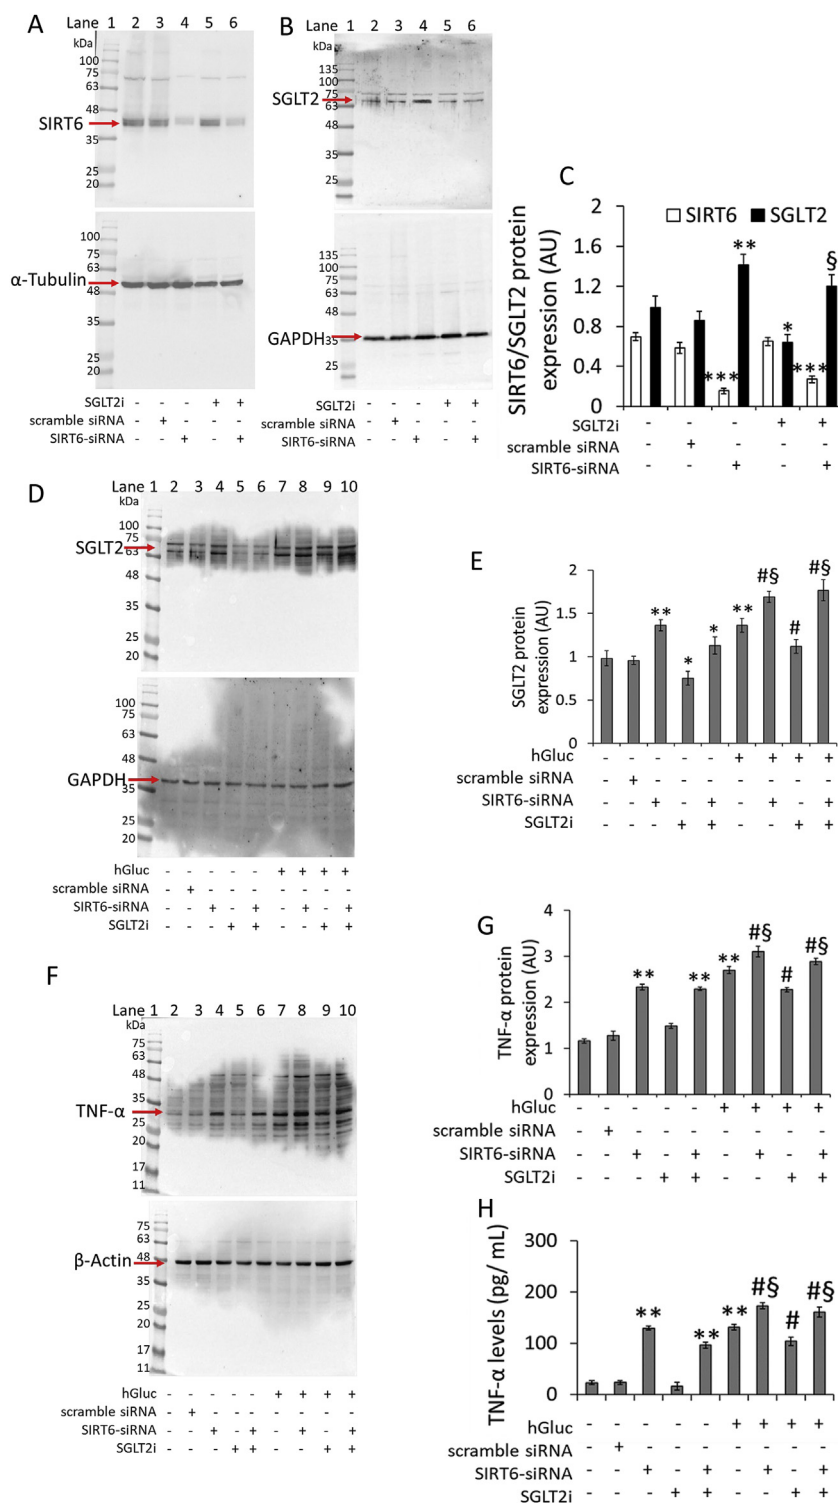 A
Lane 1 2 3 4 5 6
kDa
100
75
63
48
SIRT6
35
25
20
100
75
63
α-Tubulin
48
35
25
20
SGLT2i - - - - + +
scramble siRNA - + - - -
SIRT6-siRNA - - + - +
B
Lane 1 2 3 4 5 6
kDa
135
100
75
SGLT2
63
48
35
25
135
100
75
63
48
GAPDH
35
25
SGLT2i - - - + +
scramble siRNA - + - - -
SIRT6-siRNA - - + - +
C
SIRT6/SGLT2 protein
expression (AU)
2
1.6
1.2
0.8
0.4
0
SIRT6 SGLT2
*** ** * *** §
SGLT2i - - - + +
scramble siRNA - + - - -
SIRT6-siRNA - - + - +
D
Lane 1 2 3 4 5 6 7 8 9 10
kDa
100
75
SGLT2
63
48
35
25
20
100
75
63
48
GAPDH
35
25
20
hGluc - - - - - + + + +
scramble siRNA - + - - - - - - -
SIRT6-siRNA - - + - + - + - +
SGLT2i - - - + + - - + +
E
SGLT2 protein
expression (AU)
2
1.5
1
0.5
0
** * * ** #§ # #§
hGluc - - - - - + + + +
scramble siRNA - + - - - - - - -
SIRT6-siRNA - - + - + - + - +
SGLT2i - - - + + - - + +
F
Lane 1 2 3 4 5 6 7 8 9 10
kDa
75
63
48
35
TNF-α
25
20
17
11
75
63
β-Actin
48
35
25
20
17
11
hGluc - - - - - + + + +
scramble siRNA - + - - - - - - -
SIRT6-siRNA - - + - + - + - +
SGLT2i - - - + + - - + +
G
TNF-α protein
expression (AU)
4
3
2
1
0
** ** ** #§ # #§
hGluc - - - - - + + + +
scramble siRNA - + - - - - - - -
SIRT6-siRNA - - + - + - + - +
SGLT2i - - - + + - - + +
H
TNF-α levels (pg/ mL)
300
200
100
0
** ** ** #§ # #§
hGluc - - - - - + + + +
scramble siRNA - + - - - - - - -
SIRT6-siRNA - - + - + - + - +
SGLT2i - - - + + - - + +